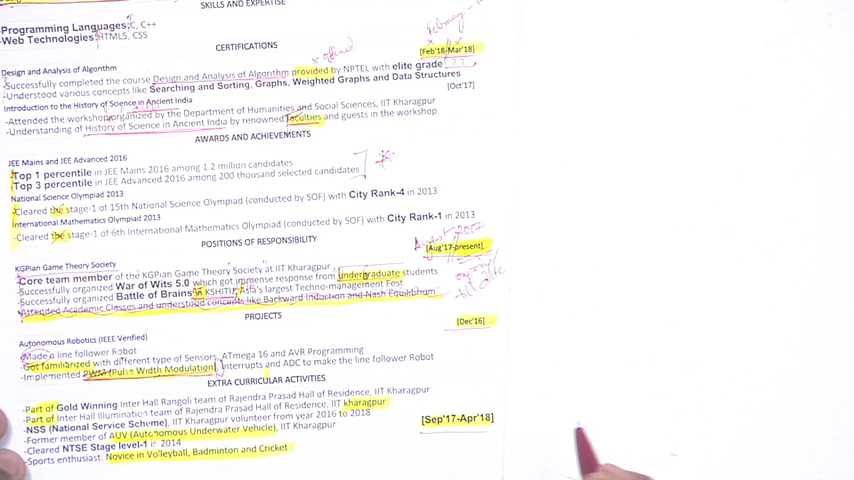 SKILLS AND EXPERTISE
-Programming Languages: C, C++
-Web Technologies: HTML5, CSS
February -
CERTIFICATIONS
x offered
[Feb'18-Mar'18]
Design and Analysis of Algorithm
-Successfully completed the course Design and Analysis of Algorithm provided by NPTEL with elite grade
-Understood various concepts like Searching and Sorting, Graphs, Weighted Graphs and Data Structures
[Oct'17]
Introduction to the History of Science in Ancient India
-Attended the workshop organized by the Department of Humanities and Social Sciences, IIT Kharagpur
-Understanding of History of Science in Ancient India by renowned faculties and guests in the workshop
AWARDS AND ACHIEVEMENTS
JEE Mains and JEE Advanced 2016
Top 1 percentile in JEE Mains 2016 among 1.2 million candidates
Top 3 percentile in JEE Advanced 2016 among 200 thousand selected candidates
National Science Olympiad 2013
-Cleared the stage-1 of 15th National Science Olympiad (conducted by SOF) with City Rank-4 in 2013
International Mathematics Olympiad 2013
-Cleared the stage-1 of 6th International Mathematics Olympiad (conducted by SOF) with City Rank-1 in 2013
POSITIONS OF RESPONSIBILITY
[Aug'17-present]
KGPian Game Theory Society
Core team member of the KGPian Game Theory Society at IIT Kharagpur
-Successfully organized War of Wits 5.0 which got immense response from undergraduate students
-Successfully organized Battle of Brains in KSHITIJ, Asia's largest Techno-management Fest
-Attended Academic Classes and understood concepts like Backward Induction and Nash Equilibrium
PROJECTS
[Dec'16]
Autonomous Robotics (IEEE Verified)
-Made a line follower Robot
-Got familiarized with different type of Sensors, ATmega 16 and AVR Programming
-Implemented PWM (Pulse Width Modulation), Interrupts and ADC to make the line follower Robot
EXTRA CURRICULAR ACTIVITIES
-Part of Gold Winning Inter Hall Rangoli team of Rajendra Prasad Hall of Residence, IIT Kharagpur
-Part of Inter Hall Illumination team of Rajendra Prasad Hall of Residence, IIT kharagpur
-NSS (National Service Scheme), IIT Kharagpur volunteer from year 2016 to 2018
[Sep'17-Apr'18]
-Former member of AUV (Autonomous Underwater Vehicle), IIT Kharagpur
-Cleared NTSE Stage level-1 in 2014
-Sports enthusiast. Novice in Volleyball, Badminton and Cricket